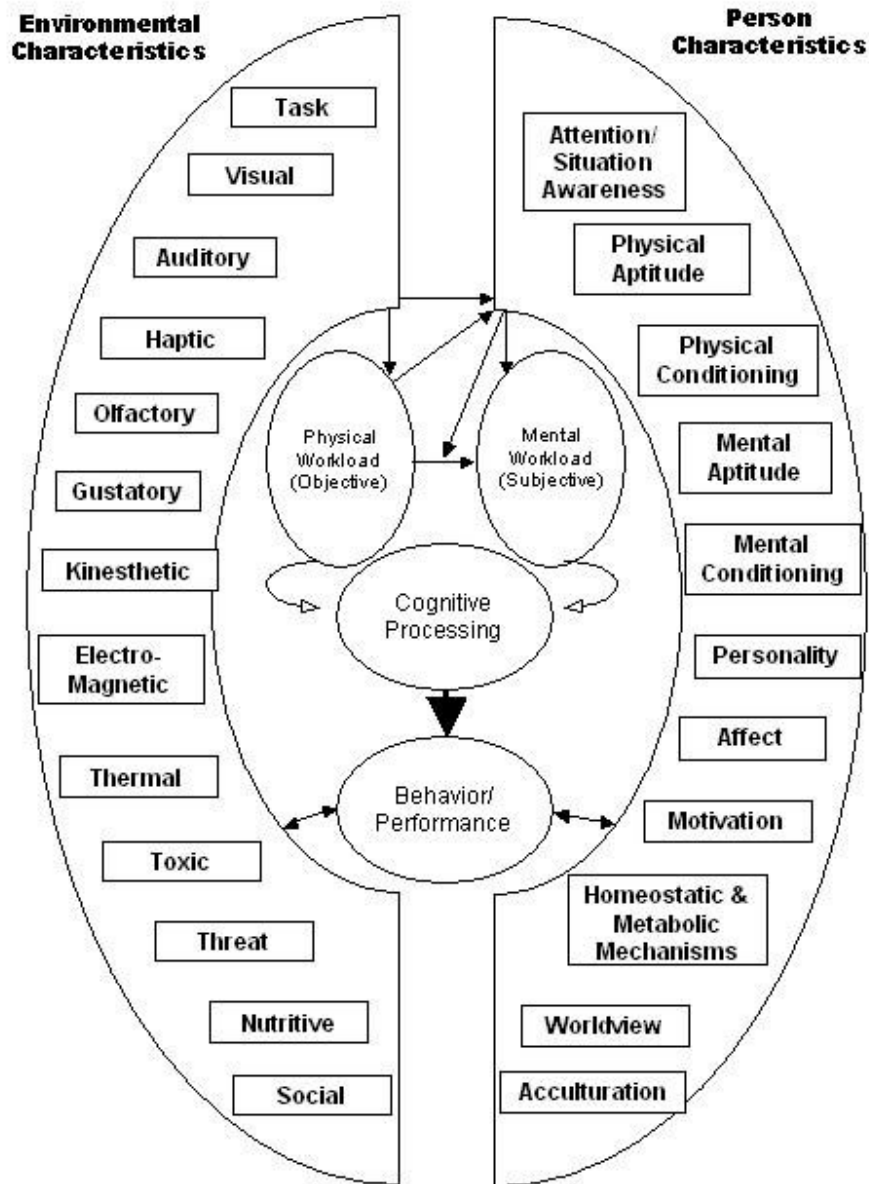 Environmental
Characteristics
Person
Characteristics
Task
Visual
Auditory
Haptic
Olfactory
Gustatory
Kinesthetic
Electro-
Magnetic
Thermal
Toxic
Threat
Nutritive
Social
Physical
Workload
(Objective)
Mental
Workload
(Subjective)
Cognitive
Processing
Behavior/
Performance
Attention/
Situation
Awareness
Physical
Aptitude
Physical
Conditioning
Mental
Aptitude
Mental
Conditioning
Personality
Affect
Motivation
Homeostatic &
Metabolic
Mechanisms
Worldview
Acculturation